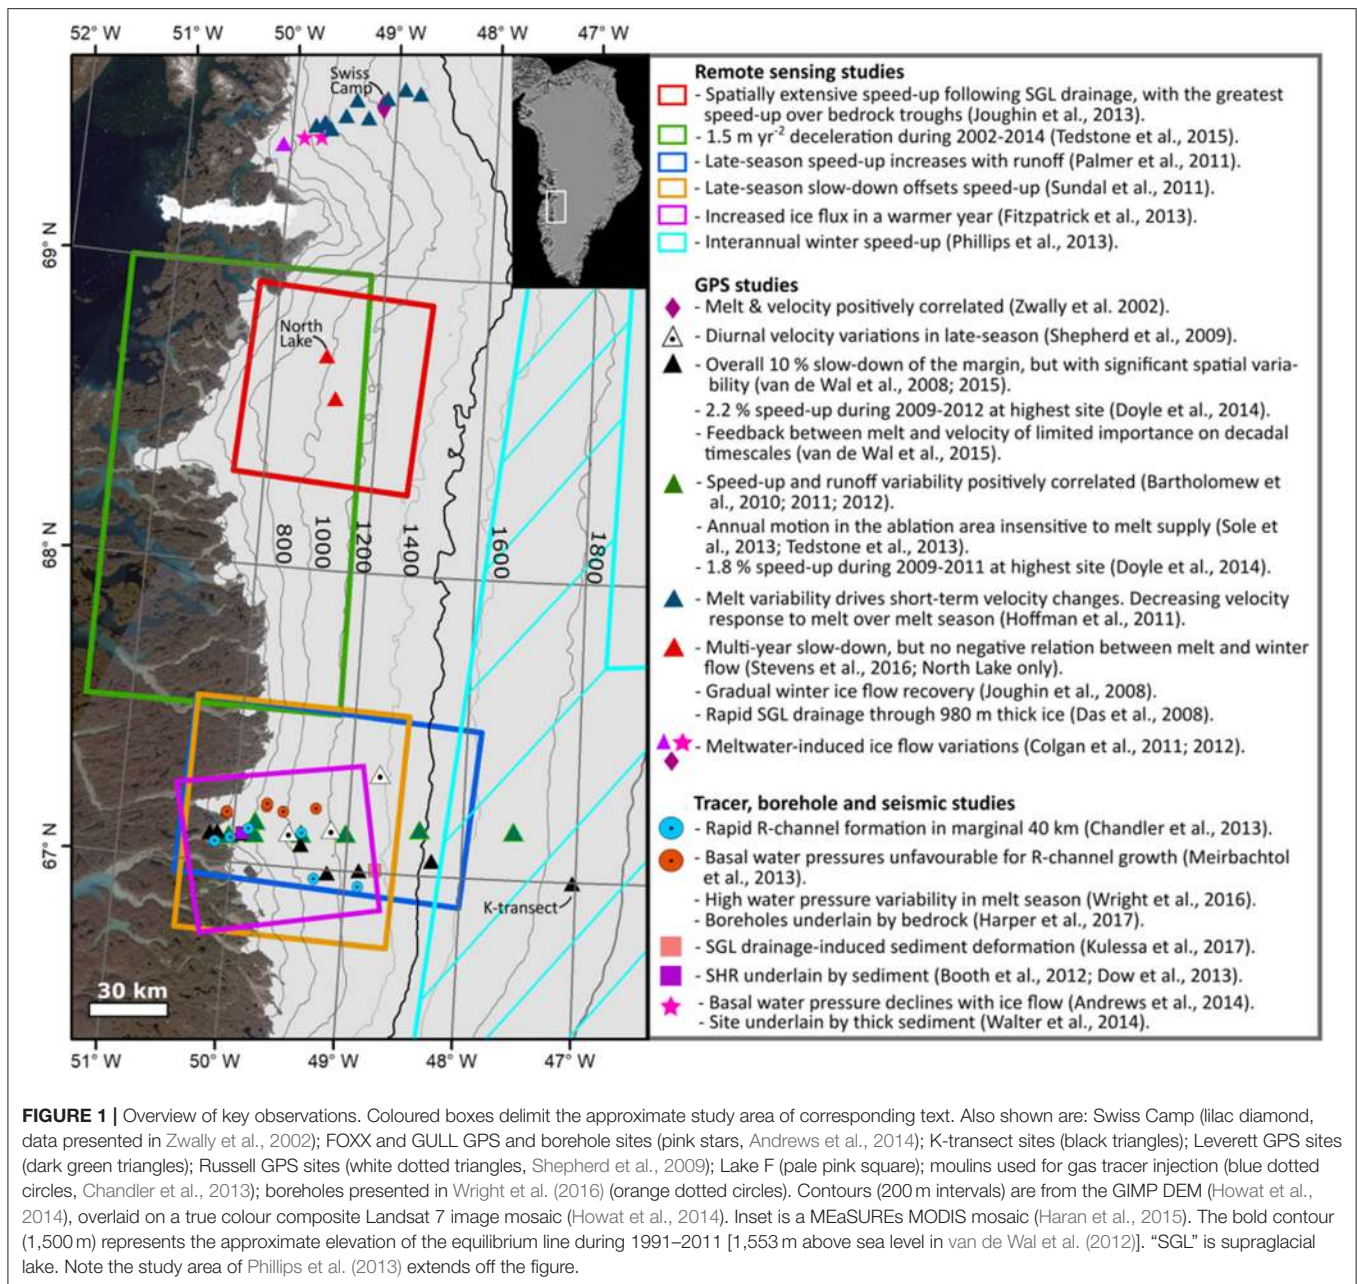 52° W 51° W 50° W 49° W 48° W 47° W
Swiss
Camp
69° N
North
Lake
68° N
800
1000
1200
1400
1600
1800
67° N
K-transect
30 km
51° W 50° W 49° W 48° W 47° W
Remote sensing studies
- Spatially extensive speed-up following SGL drainage, with the greatest
speed-up over bedrock troughs (Joughin et al., 2013).
- 1.5 m yr-2 deceleration during 2002-2014 (Tedstone et al., 2015).
- Late-season speed-up increases with runoff (Palmer et al., 2011).
- Late-season slow-down offsets speed-up (Sundal et al., 2011).
- Increased ice flux in a warmer year (Fitzpatrick et al., 2013).
- Interannual winter speed-up (Phillips et al., 2013).
GPS studies
- Melt & velocity positively correlated (Zwally et al. 2002).
- Diurnal velocity variations in late-season (Shepherd et al., 2009).
- Overall 10 % slow-down of the margin, but with significant spatial varia-
bility (van de Wal et al., 2008; 2015).
- 2.2 % speed-up during 2009-2012 at highest site (Doyle et al., 2014).
- Feedback between melt and velocity of limited importance on decadal
timescales (van de Wal et al., 2015).
- Speed-up and runoff variability positively correlated (Bartholomew et
al., 2010; 2011; 2012).
- Annual motion in the ablation area insensitive to melt supply (Sole et
al., 2013; Tedstone et al., 2013).
- 1.8 % speed-up during 2009-2011 at highest site (Doyle et al., 2014).
- Melt variability drives short-term velocity changes. Decreasing velocity
response to melt over melt season (Hoffman et al., 2011).
- Multi-year slow-down, but no negative relation between melt and winter
flow (Stevens et al., 2016; North Lake only).
- Gradual winter ice flow recovery (Joughin et al., 2008).
- Rapid SGL drainage through 980 m thick ice (Das et al., 2008).
- Meltwater-induced ice flow variations (Colgan et al., 2011; 2012).
Tracer, borehole and seismic studies
- Rapid R-channel formation in marginal 40 km (Chandler et al., 2013).
- Basal water pressures unfavourable for R-channel growth (Meirbachtol
et al., 2013).
- High water pressure variability in melt season (Wright et al., 2016).
- Boreholes underlain by bedrock (Harper et al., 2017).
- SGL drainage-induced sediment deformation (Kulessa et al., 2017).
- SHR underlain by sediment (Booth et al., 2012; Dow et al., 2013).
- Basal water pressure declines with ice flow (Andrews et al., 2014).
- Site underlain by thick sediment (Walter et al., 2014).
FIGURE 1 | Overview of key observations. Coloured boxes delimit the approximate study area of corresponding text. Also shown are: Swiss Camp (lilac diamond,
data presented in Zwally et al., 2002); FOXX and GULL GPS and borehole sites (pink stars, Andrews et al., 2014); K-transect sites (black triangles); Leverett GPS sites
(dark green triangles); Russell GPS sites (white dotted triangles, Shepherd et al., 2009); Lake F (pale pink square); moulins used for gas tracer injection (blue dotted
circles, Chandler et al., 2013); boreholes presented in Wright et al. (2016) (orange dotted circles). Contours (200 m intervals) are from the GIMP DEM (Howat et al.,
2014), overlaid on a true colour composite Landsat 7 image mosaic (Howat et al., 2014). Inset is a MEaSUREs MODIS mosaic (Haran et al., 2015). The bold contour
(1,500 m) represents the approximate elevation of the equilibrium line during 1991–2011 [1,553 m above sea level in van de Wal et al. (2012)]. “SGL” is supraglacial
lake. Note the study area of Phillips et al. (2013) extends off the figure.